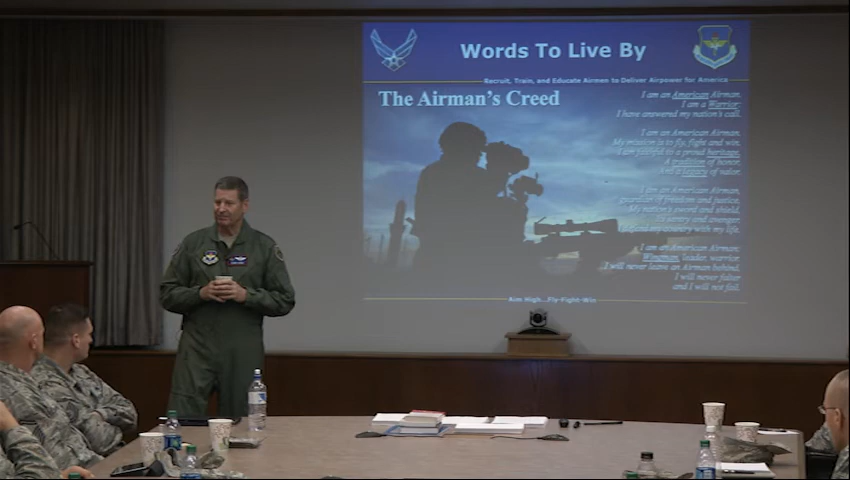 Words To Live By
Recruit, Train, and Educate Airmen to Deliver Airpower for America
The Airman's Creed
I am an American Airman.
I am a Warrior.
I have answered my nation's call.
I am an American Airman.
My mission is to fly, fight and win.
I am faithful to a proud heritage,
A tradition of honor,
And a legacy of valor.
I am an American Airman,
guardian of freedom and justice,
My nation's sword and shield,
Its sentry and avenger.
I defend my country with my life.
I am an American Airman:
Wingman, leader, warrior.
I will never leave an Airman behind,
I will never falter
and I will not fail.
Aim High...Fly-Fight-Win